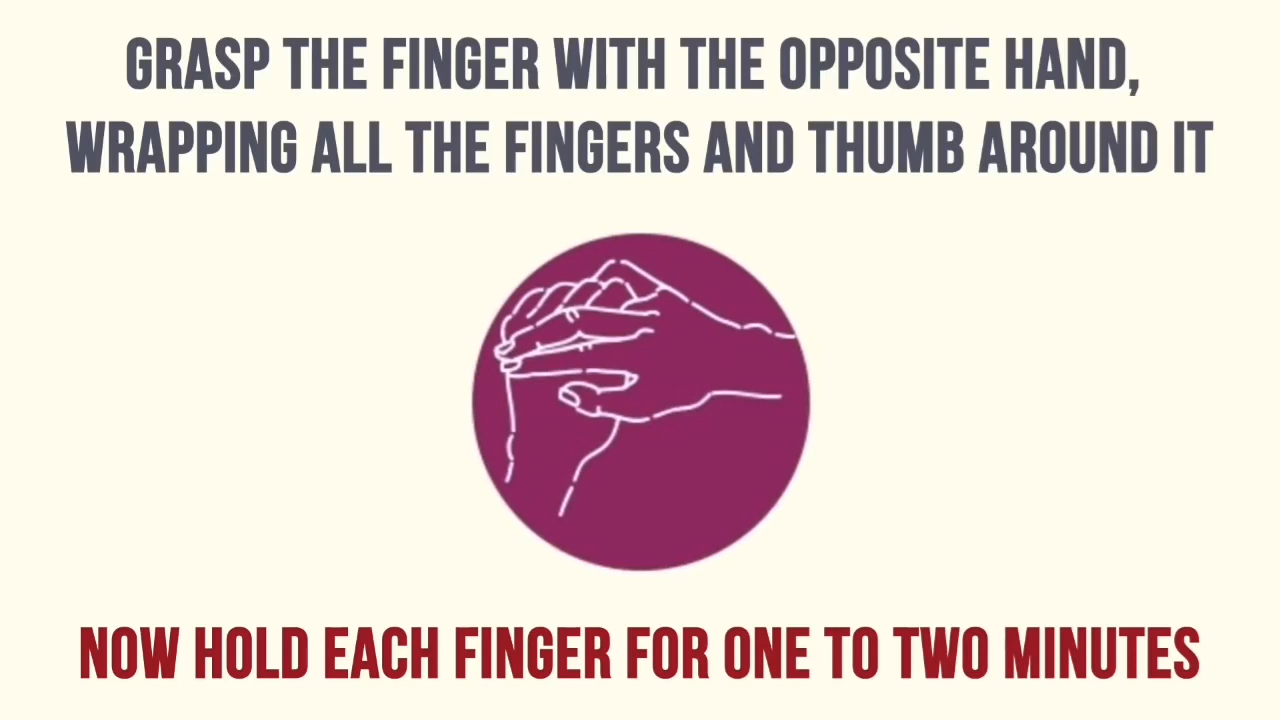 GRASP THE FINGER WITH THE OPPOSITE HAND,
WRAPPING ALL THE FINGERS AND THUMB AROUND IT
NOW HOLD EACH FINGER FOR ONE TO TWO MINUTES